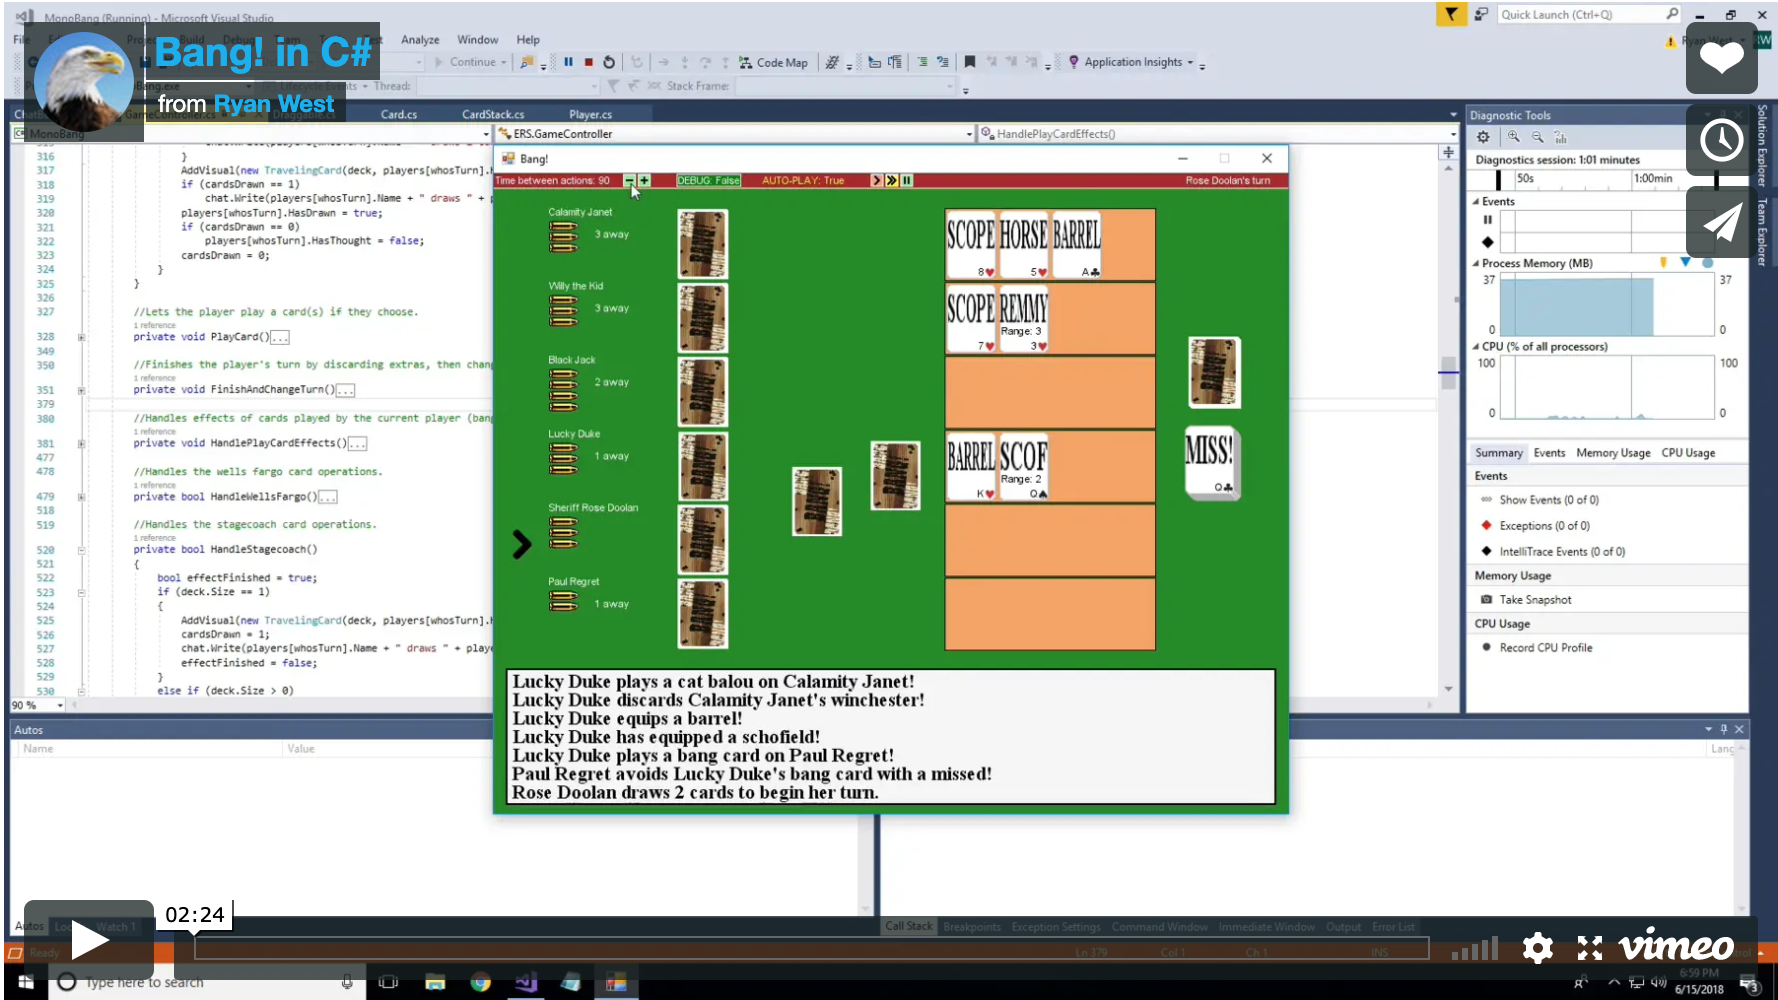 MonoBang (Running) - Microsoft Visual Studio
Quick Launch (Ctrl+Q)
Bang! in C#
from Ryan West
File
Analyze
Window
Help
Continue
Code Map
Application Insights
Lifecycle Events
Thread:
Stack Frame:
GameController.cs
Draggable.cs
Card.cs
CardStack.cs
Player.cs
MonoBang
ERS.GameController
HandlePlayCardEffects()
316 }
317 AddVisual(new TravelingCard(deck, players[whosTurn].
318 if (cardsDrawn == 1)
319 chat.Write(players[whosTurn].Name + " draws " +
320 players[whosTurn].HasDrawn = true;
321 if (cardsDrawn == 0)
322 players[whosTurn].HasThought = false;
323 cardsDrawn = 0;
324 }
325 }
326
327 //Lets the player play a card(s) if they choose.
1 reference
328 private void PlayCard()...
349
350 //Finishes the player's turn by discarding extras, then chan
1 reference
351 private void FinishAndChangeTurn()...
379
380 //Handles effects of cards played by the current player (ban
1 reference
381 private void HandlePlayCardEffects()...
477
478 //Handles the wells fargo card operations.
1 reference
479 private bool HandleWellsFargo()...
518
519 //Handles the stagecoach card operations.
1 reference
520 private bool HandleStagecoach()
521 {
522 bool effectFinished = true;
523 if (deck.Size == 1)
524 {
525 AddVisual(new TravelingCard(deck, players[whosTurn].
526 cardsDrawn = 1;
527 chat.Write(players[whosTurn].Name + " draws " + play
528 effectFinished = false;
529 }
530 else if (deck.Size > 0)
90 %
Bang!
Time between actions: 90
- +
DEBUG: False
AUTO-PLAY: True
Rose Doolan's turn
Calamity Janet
3 away
SCOPE 8♥
HORSE 5♥
BARREL A♣
Willy the Kid
3 away
SCOPE 7♥
REMMY Range: 3 3♥
Black Jack
2 away
Lucky Duke
1 away
BARREL K♥
SCOF Range: 2 Q♠
MISS! Q♣
Sheriff Rose Doolan
Paul Regret
1 away
Lucky Duke plays a cat balou on Calamity Janet!
Lucky Duke discards Calamity Janet's winchester!
Lucky Duke equips a barrel!
Lucky Duke has equipped a schofield!
Lucky Duke plays a bang card on Paul Regret!
Paul Regret avoids Lucky Duke's bang card with a missed!
Rose Doolan draws 2 cards to begin her turn.
Diagnostic Tools
Diagnostics session: 1:01 minutes
50s
1:00min
Events
Process Memory (MB)
37 37
0 0
CPU (% of all processors)
100 100
0 0
Summary
Events
Memory Usage
CPU Usage
Events
Show Events (0 of 0)
Exceptions (0 of 0)
IntelliTrace Events (0 of 0)
Memory Usage
Take Snapshot
CPU Usage
Record CPU Profile
Solution Explorer
Team Explorer
Autos
Name
Value
Lang
02:24
Autos
Watch 1
Call Stack
Breakpoints
Exception Settings
Command Window
Immediate Window
Output
Error List
Ready
Ln 379
Col 1
Ch 1
INS
vimeo
Type here to search
6:59 PM
6/15/2018
3